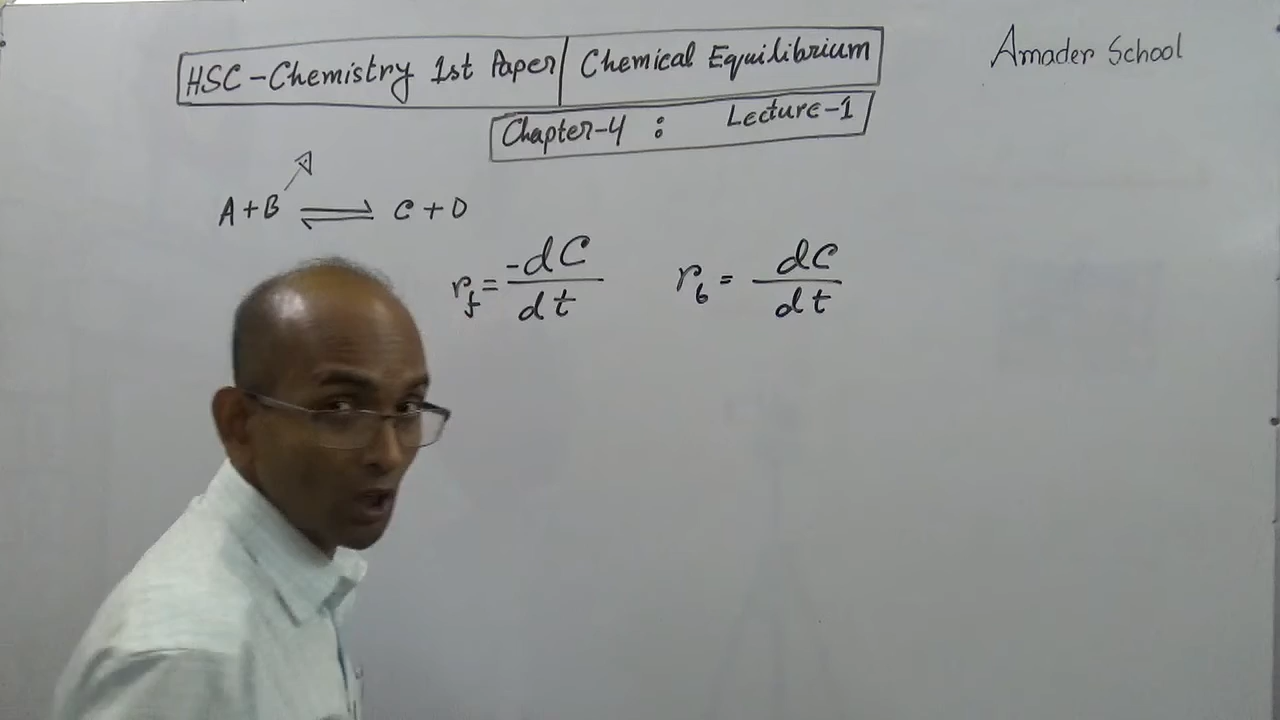 HSC-Chemistry 1st Paper | Chemical Equilibrium
Amader School
Chapter-4 : Lecture-1
A+B ⇌ C+D
r_f = -dC/dt
r_b = dC/dt